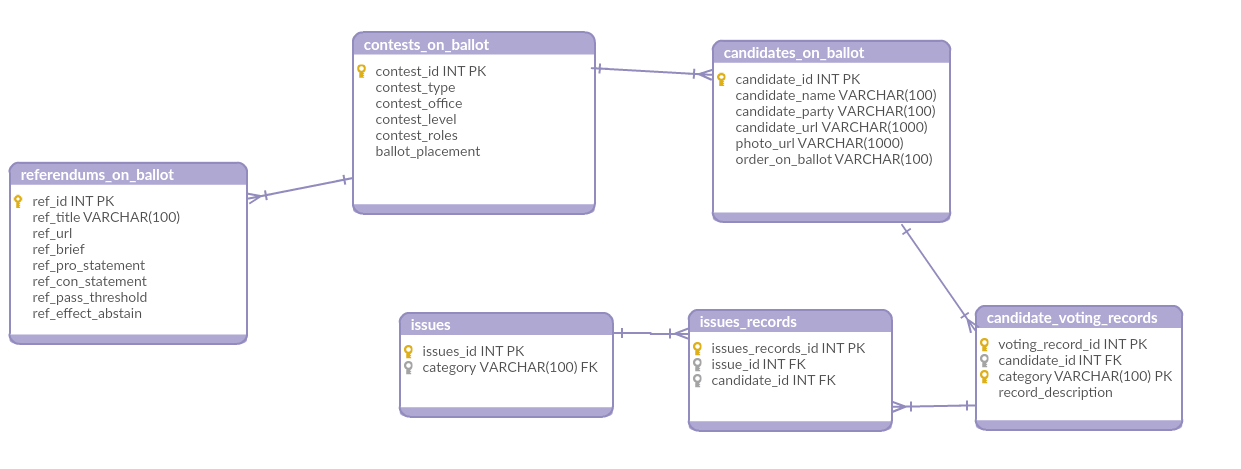 contests_on_ballot
contest_id INT PK
contest_type
contest_office
contest_level
contest_roles
ballot_placement
candidates_on_ballot
candidate_id INT PK
candidate_name VARCHAR(100)
candidate_party VARCHAR(100)
candidate_url VARCHAR(1000)
photo_url VARCHAR(1000)
order_on_ballot VARCHAR(100)
referendums_on_ballot
ref_id INT PK
ref_title VARCHAR(100)
ref_url
ref_brief
ref_pro_statement
ref_con_statement
ref_pass_threshold
ref_effect_abstain
issues
issues_id INT PK
category VARCHAR(100) FK
issues_records
issues_records_id INT PK
issue_id INT FK
candidate_id INT FK
candidate_voting_records
voting_record_id INT PK
candidate_id INT FK
category VARCHAR(100) PK
record_description